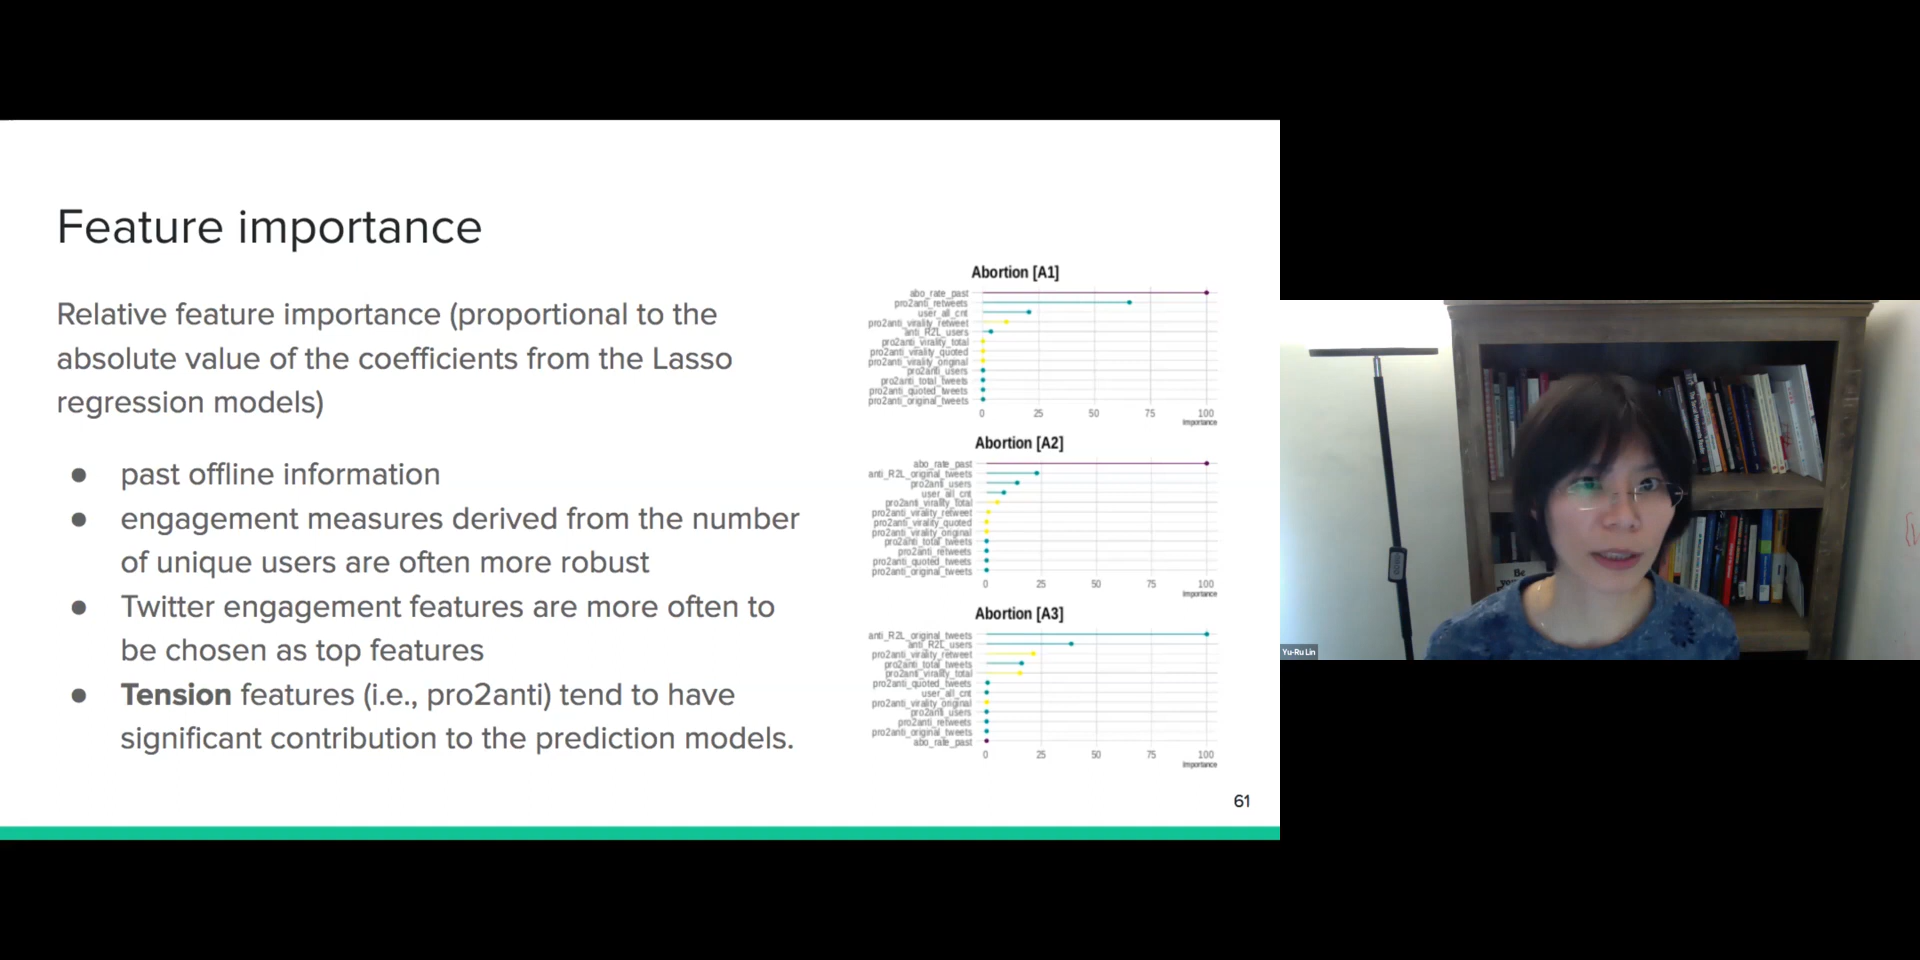 Feature importance
Relative feature importance (proportional to the
absolute value of the coefficients from the Lasso
regression models)
● past offline information
● engagement measures derived from the number
of unique users are often more robust
● Twitter engagement features are more often to
be chosen as top features
● Tension features (i.e., pro2anti) tend to have
significant contribution to the prediction models.
Abortion [A1]
abo_rate_past
pro2anti_retweets
user_all_cnt
pro2anti_virality_retweet
anti_R2L_users
pro2anti_virality_total
pro2anti_virality_quoted
pro2anti_virality_original
pro2anti_users
pro2anti_total_tweets
pro2anti_quoted_tweets
pro2anti_original_tweets
0 25 50 75 100
Importance
Abortion [A2]
abo_rate_past
anti_R2L_original_tweets
pro2anti_users
user_all_cnt
pro2anti_virality_total
pro2anti_virality_retweet
pro2anti_virality_quoted
pro2anti_virality_original
pro2anti_total_tweets
pro2anti_retweets
pro2anti_quoted_tweets
pro2anti_original_tweets
0 25 50 75 100
Importance
Abortion [A3]
anti_R2L_original_tweets
anti_R2L_users
pro2anti_virality_retweet
pro2anti_total_tweets
pro2anti_virality_total
pro2anti_quoted_tweets
user_all_cnt
pro2anti_virality_original
pro2anti_users
pro2anti_retweets
pro2anti_original_tweets
abo_rate_past
0 25 50 75 100
Importance
61
Yu-Ru Lin